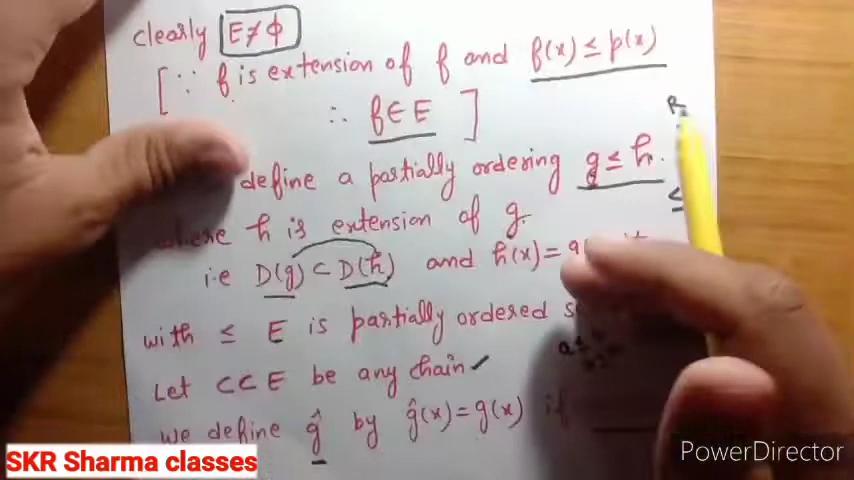 clearly E≠ϕ
[∵ f is extension of f and f(x) ≤ p(x)
∴ f ∈ E ]
R
define a partially ordering g ≤ h.
≤
where h is extension of g
i.e D(g) ⊂ D(h) and h(x)=
with ≤ E is partially ordered
a ≤
Let C⊂E be any chain ✓
we define ĝ by ĝ(x)=g(x) if
SKR Sharma classes
PowerDirector